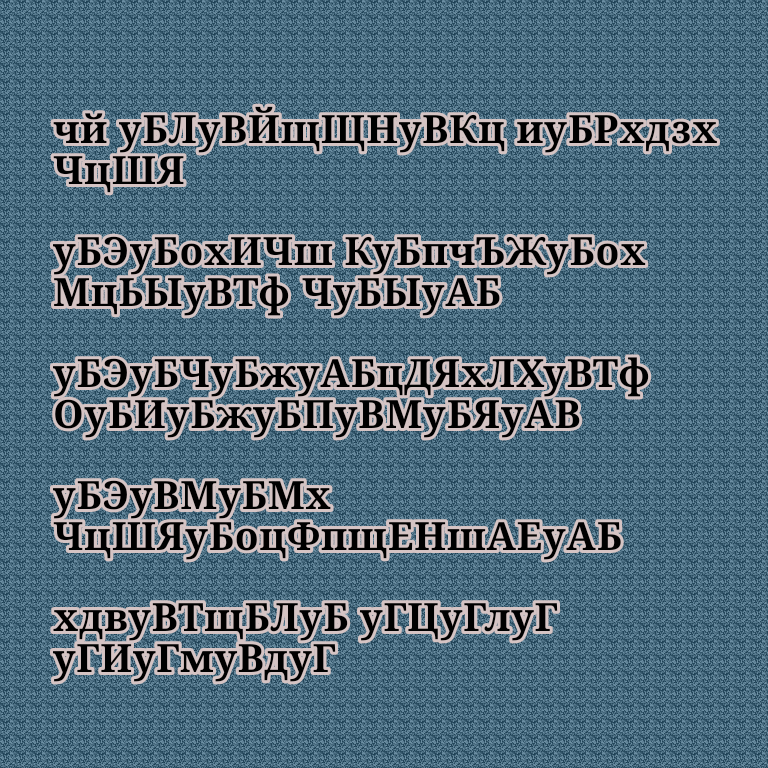 чй уБЛуВЙщЩНуВКц иуБРхдзх
ЧцШЯ
уБЭуБохИЧш КуБпчЪЖуБох
МцЬЫуВТф ЧуБЫуАБ
уБЭуБЧуБжуАБцДЯхЛХуВТф
ОуБИуБжуБПуВМуБЯуАВ
уБЭуВМуБМх
ЧцШЯуБоцФпщЕНшАЕуАБ
хдвуВТщБЛуБ уГЦуГлуГ
уГИуГмуВдуГ